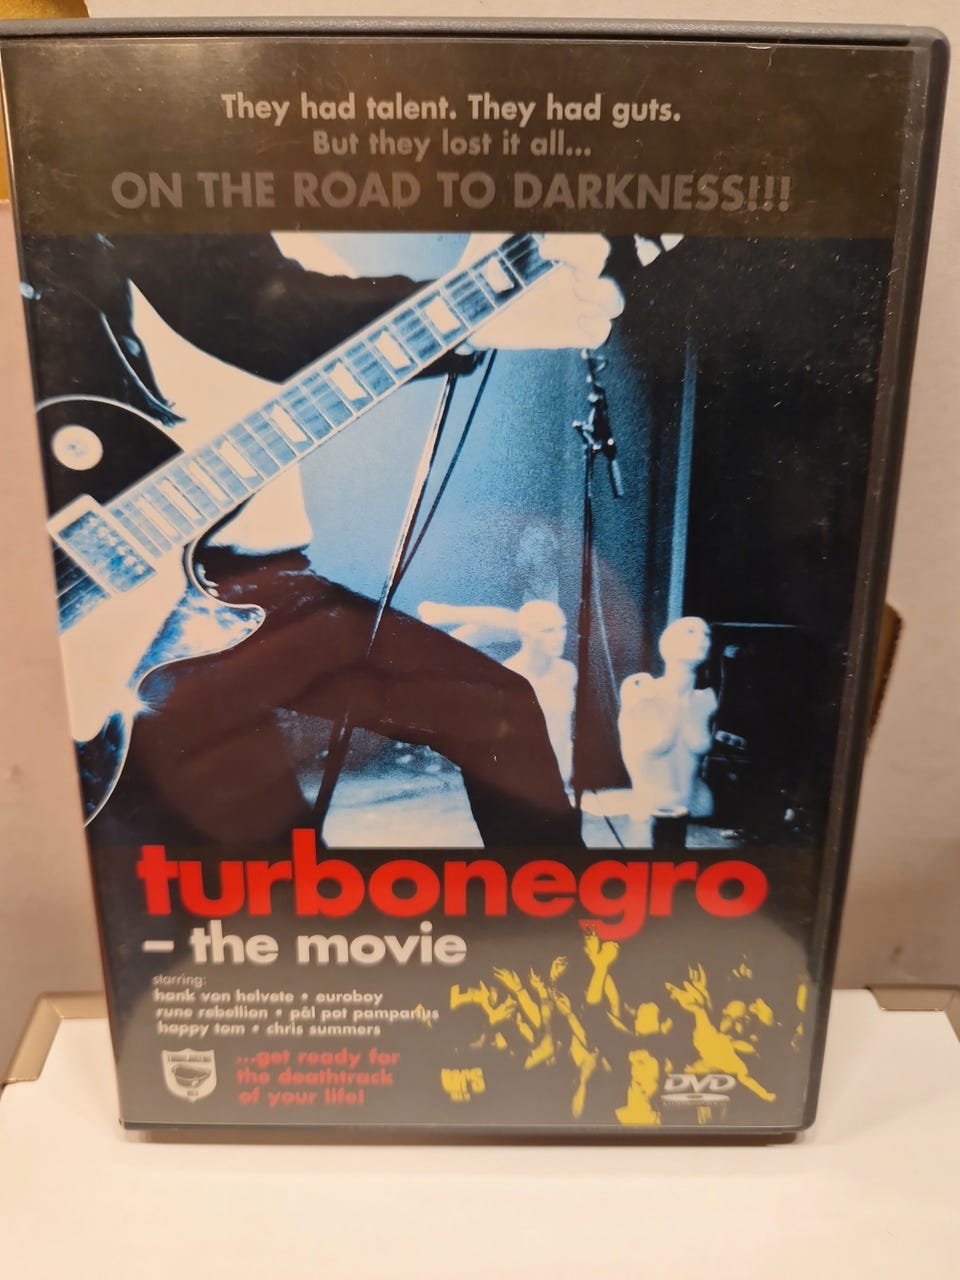 They had talent. They had guts.
But they lost it all...
ON THE ROAD TO DARKNESS!!!
turbonegro
– the movie
starring:
hank von helvete • euroboy
rune rebellion • pål pot pamparius
happy tom • chris summers
...get ready for
the deathtrack
of your life!
DVD